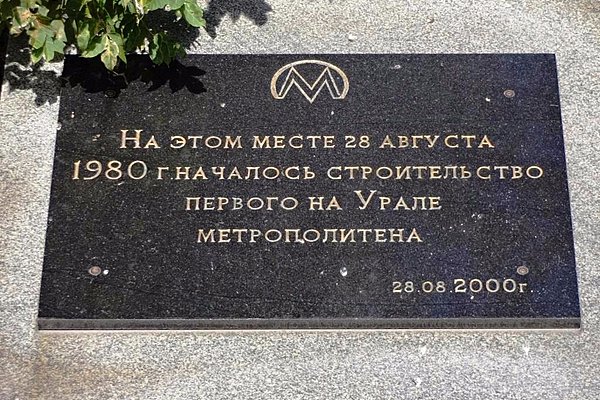 М
На этом месте 28 августа
1980 г.началось строительство
первого на Урале
метрополитена
28.08.2000г.